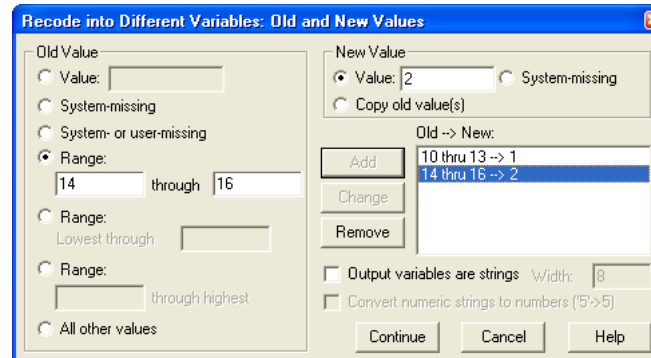 Recode into Different Variables: Old and New Values
Old Value
Value:
System-missing
System- or user-missing
Range:
14 through 16
Range:
Lowest through
Range:
through highest
All other values
New Value
Value: 2 System-missing
Copy old value(s)
Old --> New:
Add
Change
Remove
10 thru 13 --> 1
14 thru 16 --> 2
Output variables are strings Width: 8
Convert numeric strings to numbers ('5'->5)
Continue Cancel Help